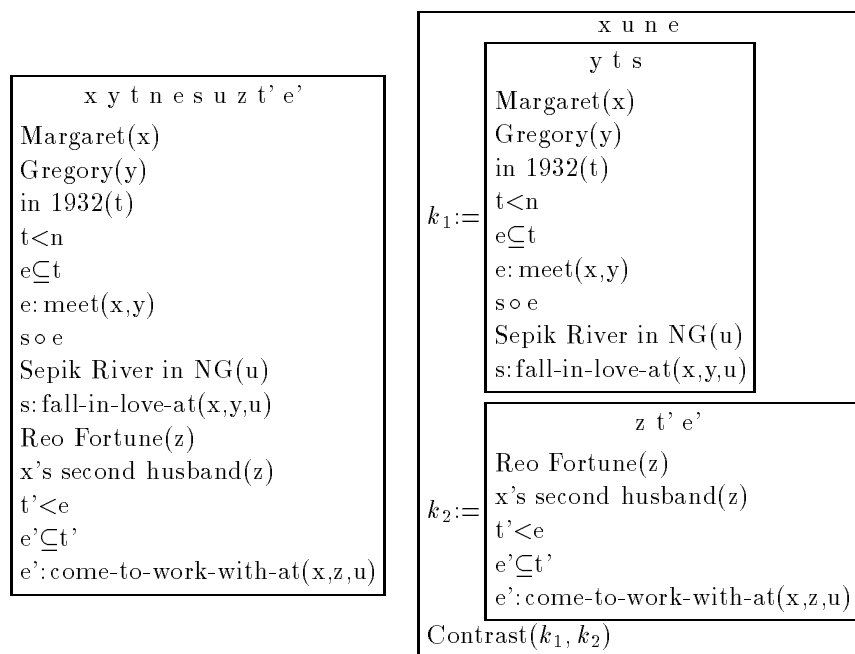 x y t n e s u z t' e'
Margaret(x)
Gregory(y)
in 1932(t)
t<n
e⊆t
e:meet(x,y)
s∘e
Sepik River in NG(u)
s:fall-in-love-at(x,y,u)
Reo Fortune(z)
x's second husband(z)
t'<e
e'⊆t'
e':come-to-work-with-at(x,z,u)
x u n e
k₁:=
y t s
Margaret(x)
Gregory(y)
in 1932(t)
t<n
e⊆t
e:meet(x,y)
s∘e
Sepik River in NG(u)
s:fall-in-love-at(x,y,u)
k₂:=
z t' e'
Reo Fortune(z)
x's second husband(z)
t'<e
e'⊆t'
e':come-to-work-with-at(x,z,u)
Contrast(k₁, k₂)